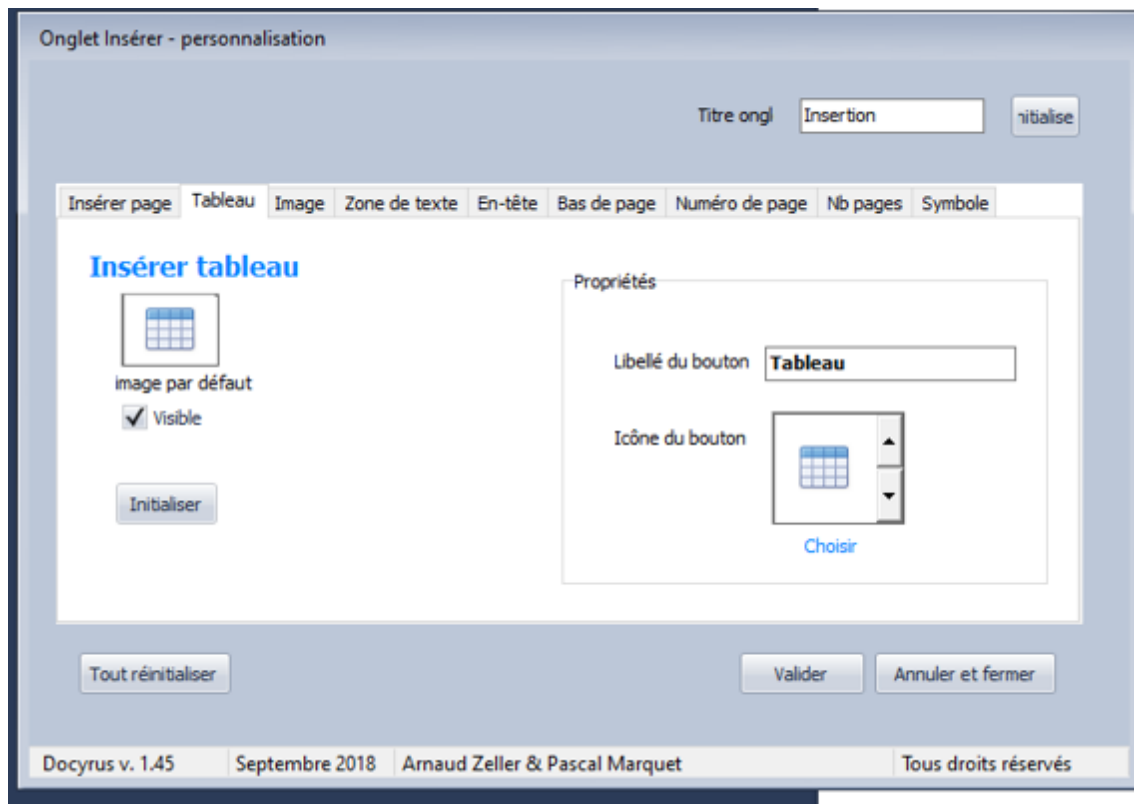 Onglet Insérer - personnalisation
Titre ongl Insertion nitialise
Insérer page Tableau Image Zone de texte En-tête Bas de page Numéro de page Nb pages Symbole
Insérer tableau
Propriétés
image par défaut
Visible
Initialiser
Libellé du bouton Tableau
Icône du bouton
Choisir
Tout réinitialiser Valider Annuler et fermer
Docyrus v. 1.45 Septembre 2018 Arnaud Zeller & Pascal Marquet Tous droits réservés